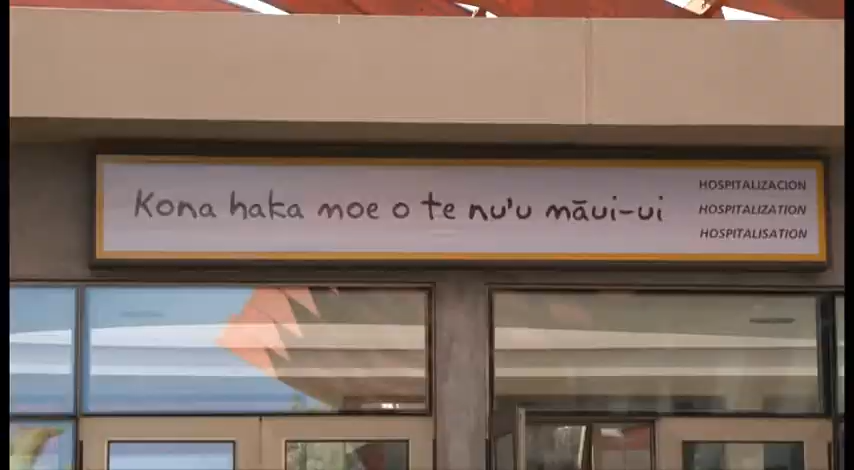 Kona haka moe o te nu'u māui-ui
HOSPITALIZACION
HOSPITALIZATION
HOSPITALISATION